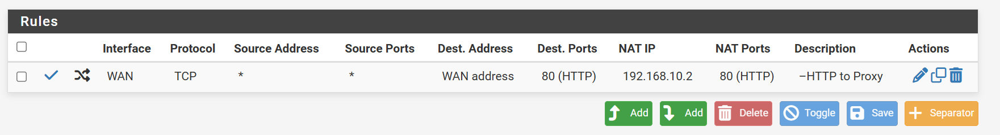 Rules
Interface Protocol Source Address Source Ports Dest. Address Dest. Ports NAT IP NAT Ports Description Actions
WAN TCP * * WAN address 80 (HTTP) 192.168.10.2 80 (HTTP) –HTTP to Proxy
Add Add Delete Toggle Save Separator